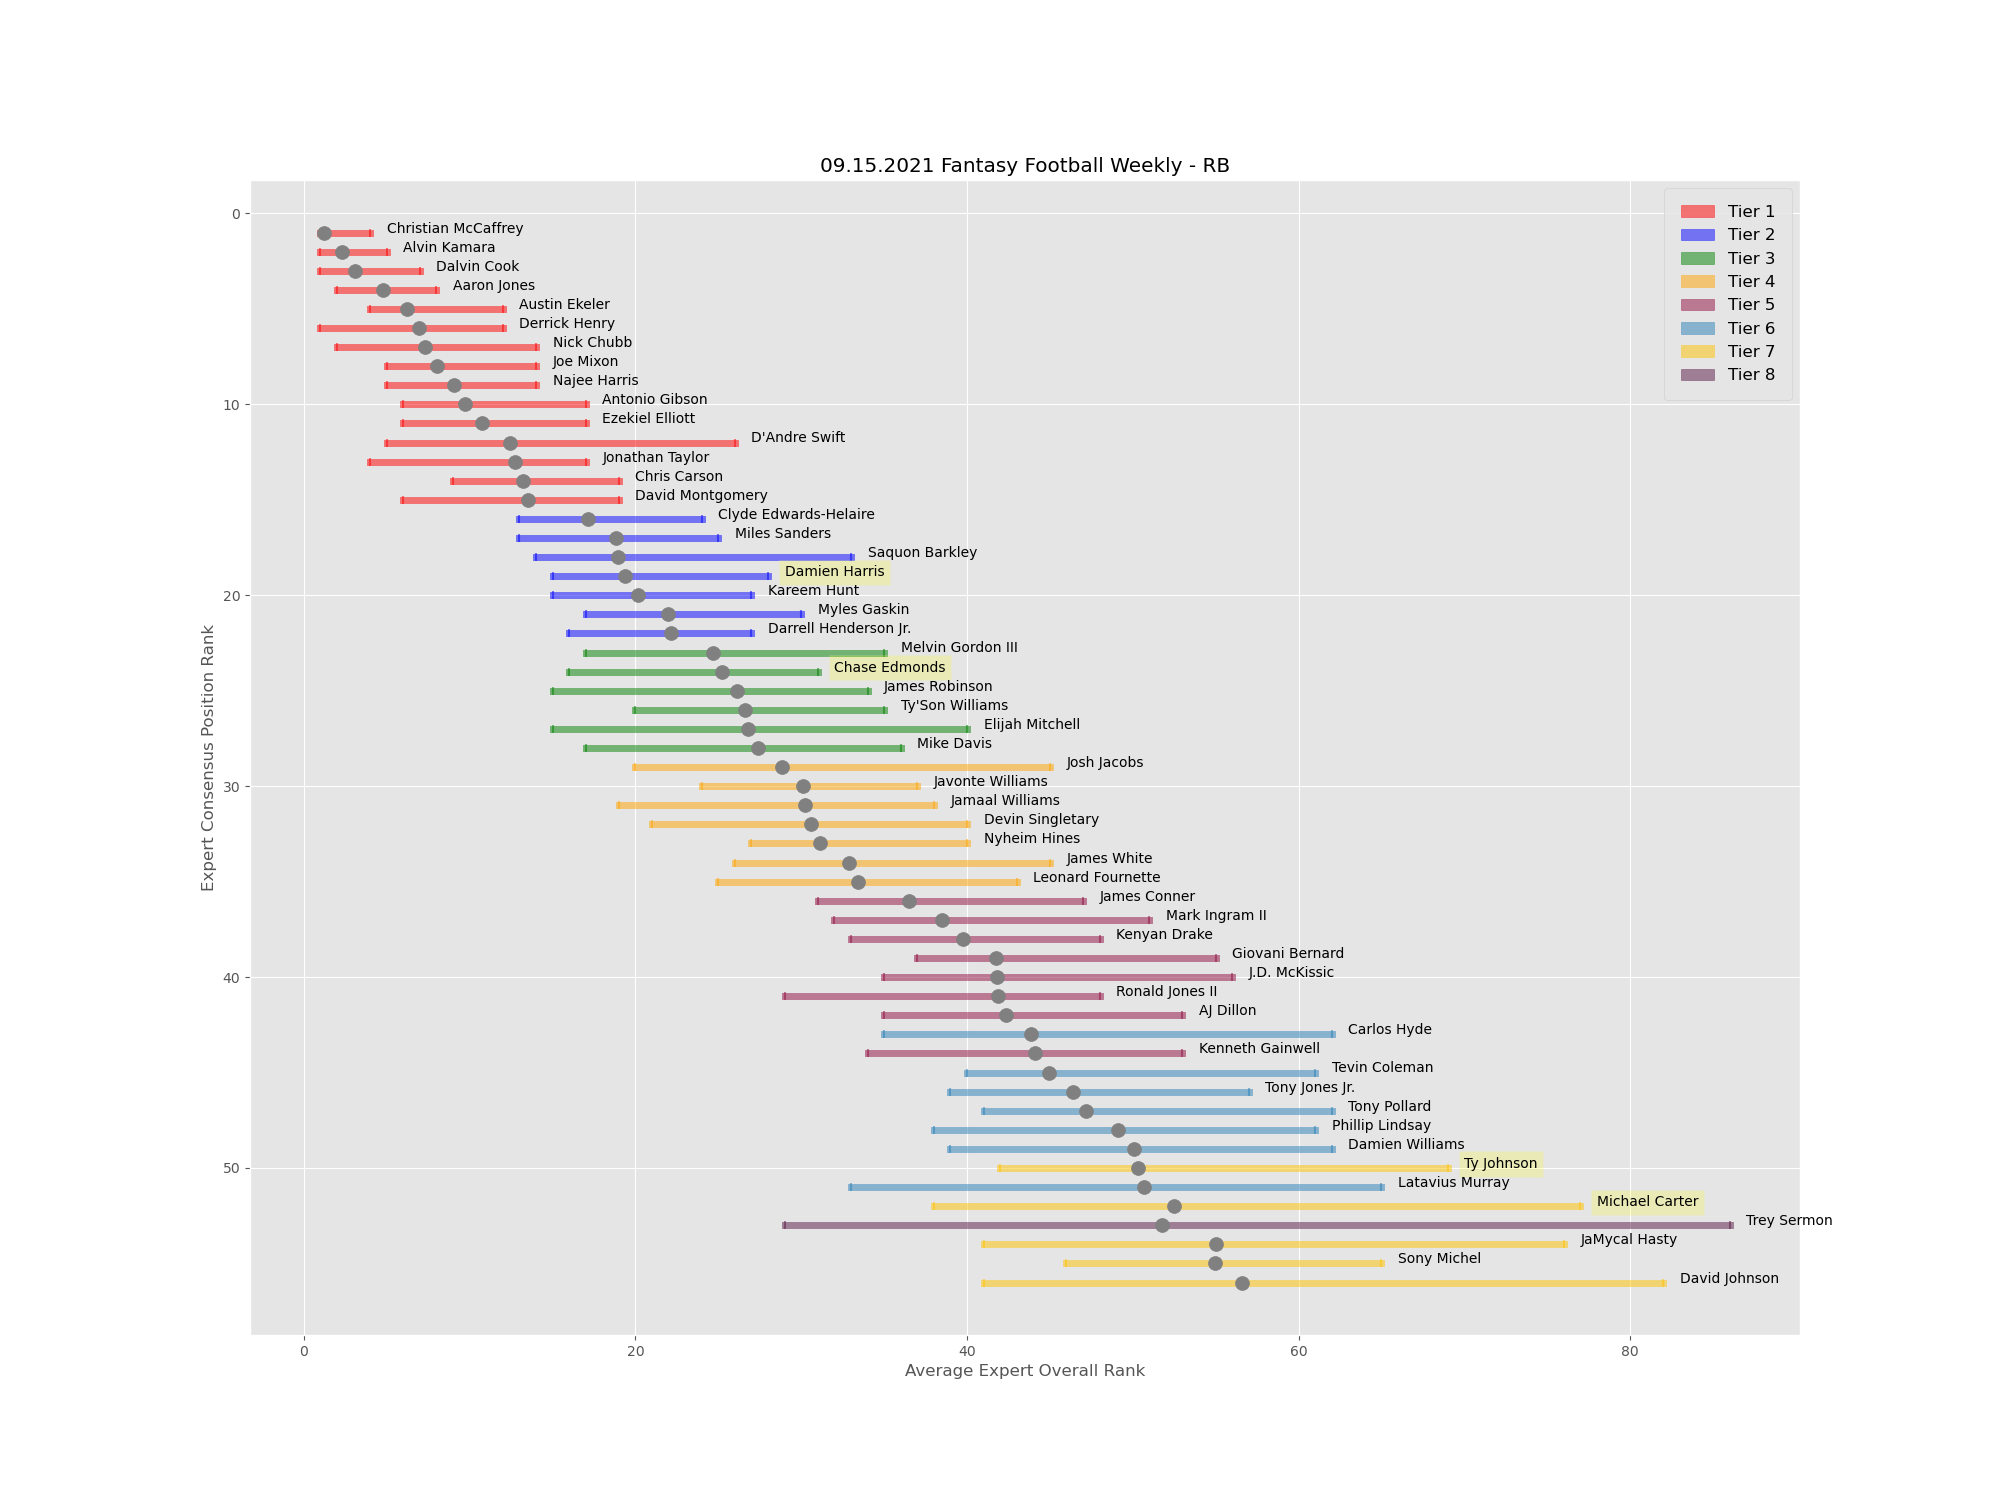 09.15.2021 Fantasy Football Weekly - RB
Tier 1
Tier 2
Tier 3
Tier 4
Tier 5
Tier 6
Tier 7
Tier 8
0
10
20
30
40
50
Expert Consensus Position Rank
Christian McCaffrey
Alvin Kamara
Dalvin Cook
Aaron Jones
Austin Ekeler
Derrick Henry
Nick Chubb
Joe Mixon
Najee Harris
Antonio Gibson
Ezekiel Elliott
D'Andre Swift
Jonathan Taylor
Chris Carson
David Montgomery
Clyde Edwards-Helaire
Miles Sanders
Saquon Barkley
Damien Harris
Kareem Hunt
Myles Gaskin
Darrell Henderson Jr.
Melvin Gordon III
Chase Edmonds
James Robinson
Ty'Son Williams
Elijah Mitchell
Mike Davis
Josh Jacobs
Javonte Williams
Jamaal Williams
Devin Singletary
Nyheim Hines
James White
Leonard Fournette
James Conner
Mark Ingram II
Kenyan Drake
Giovani Bernard
J.D. McKissic
Ronald Jones II
AJ Dillon
Carlos Hyde
Kenneth Gainwell
Tevin Coleman
Tony Jones Jr.
Tony Pollard
Phillip Lindsay
Damien Williams
Ty Johnson
Latavius Murray
Michael Carter
Trey Sermon
JaMycal Hasty
Sony Michel
David Johnson
0
20
40
60
80
Average Expert Overall Rank